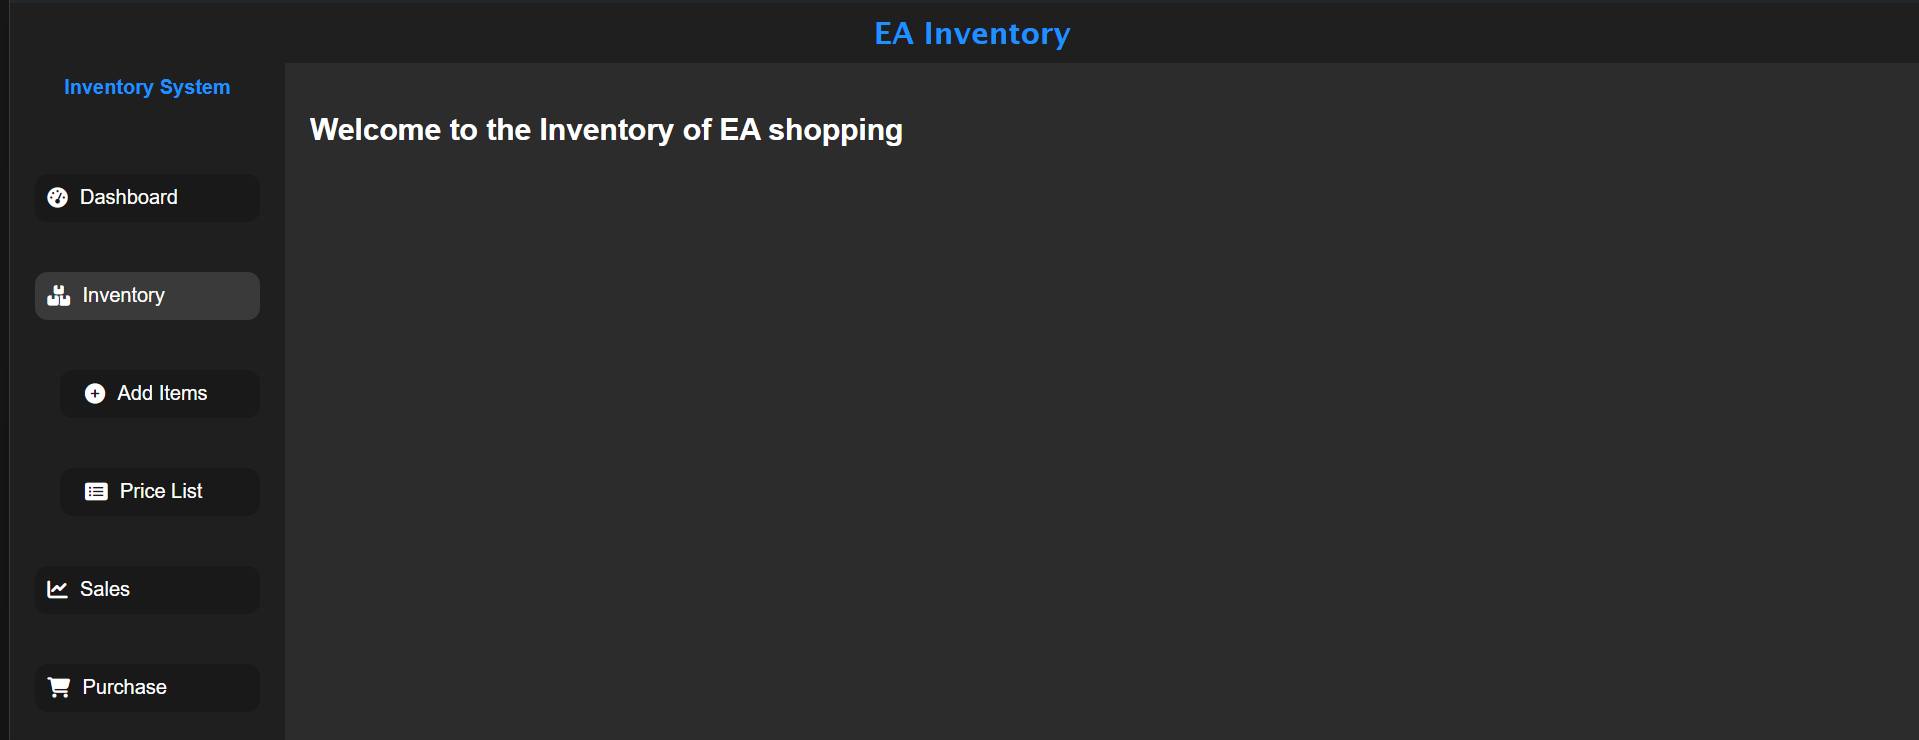 EA Inventory
Inventory System
Welcome to the Inventory of EA shopping
Dashboard
Inventory
Add Items
Price List
Sales
Purchase